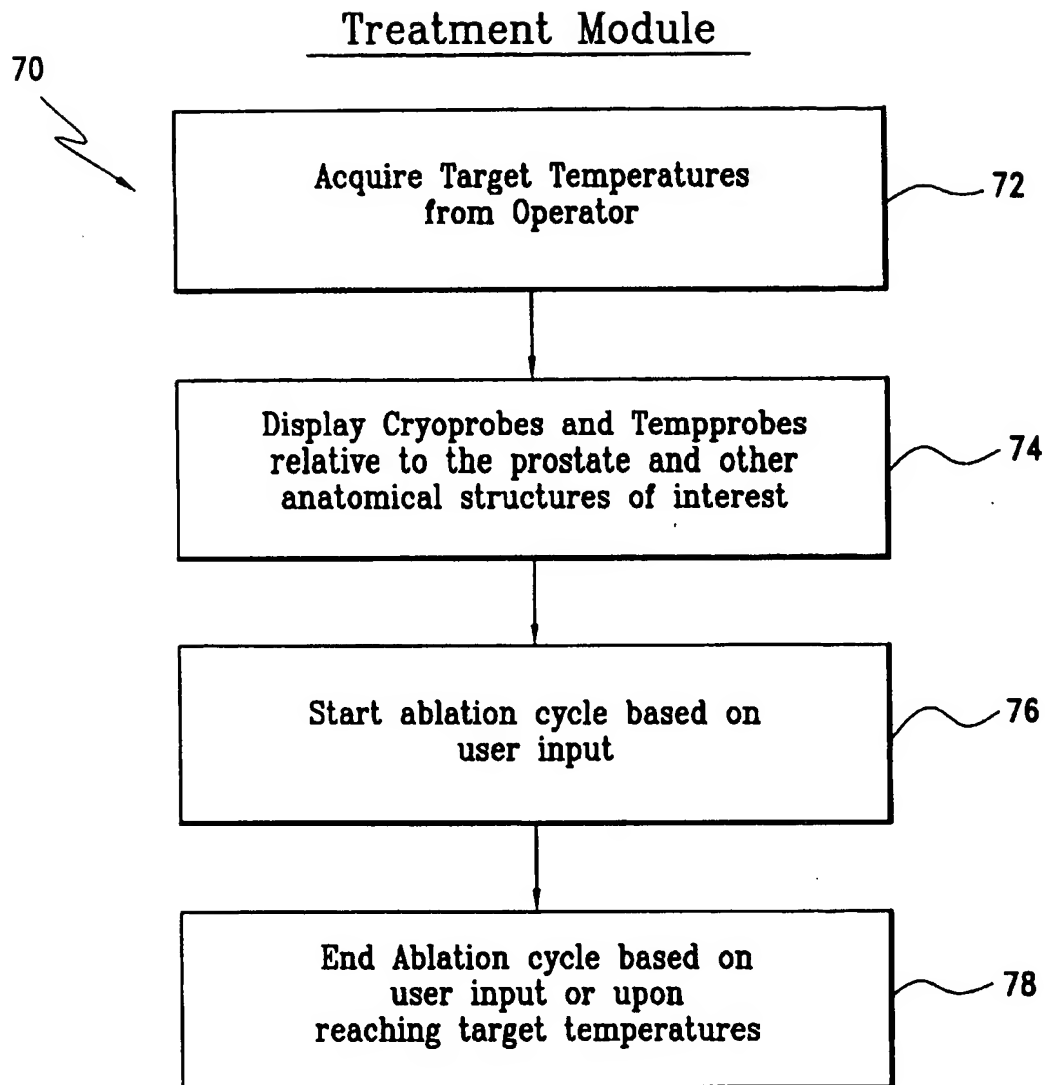 Treatment Module
70
Acquire Target Temperatures
from Operator
72
Display Cryoprobes and Tempprobes
relative to the prostate and other
anatomical structures of interest
74
Start ablation cycle based on
user input
76
End Ablation cycle based on
user input or upon
reaching target temperatures
78